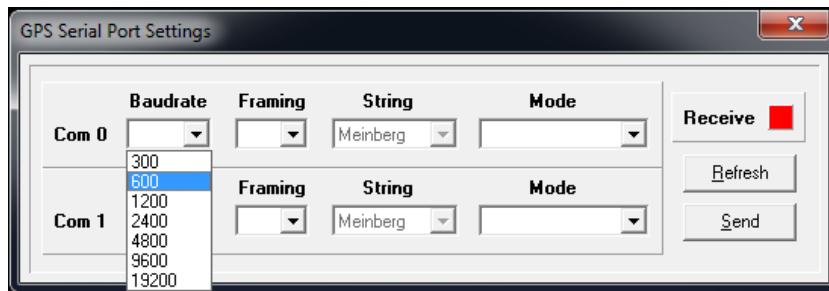 GPS Serial Port Settings
Baudrate Framing String Mode
Com 0 Meinberg
Receive
300
600
1200
2400
4800
9600
19200
Framing String Mode
Com 1 Meinberg
Refresh
Send